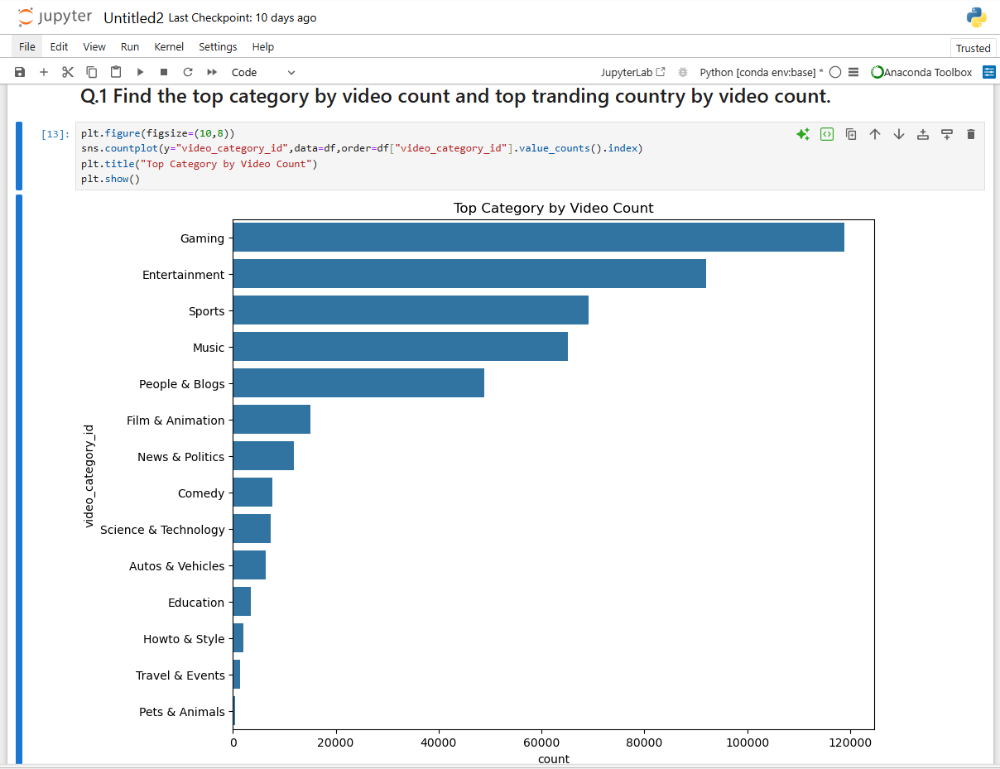 jupyter Untitled2 Last Checkpoint: 10 days ago
File Edit View Run Kernel Settings Help
Trusted
Code
JupyterLab
Python [conda env:base] *
Anaconda Toolbox
Q.1 Find the top category by video count and top tranding country by video count.
[13]:
plt.figure(figsize=(10,8))
sns.countplot(y="video_category_id",data=df,order=df["video_category_id"].value_counts().index)
plt.title("Top Category by Video Count")
plt.show()
Top Category by Video Count
video_category_id
Gaming
Entertainment
Sports
Music
People & Blogs
Film & Animation
News & Politics
Comedy
Science & Technology
Autos & Vehicles
Education
Howto & Style
Travel & Events
Pets & Animals
0 20000 40000 60000 80000 100000 120000
count